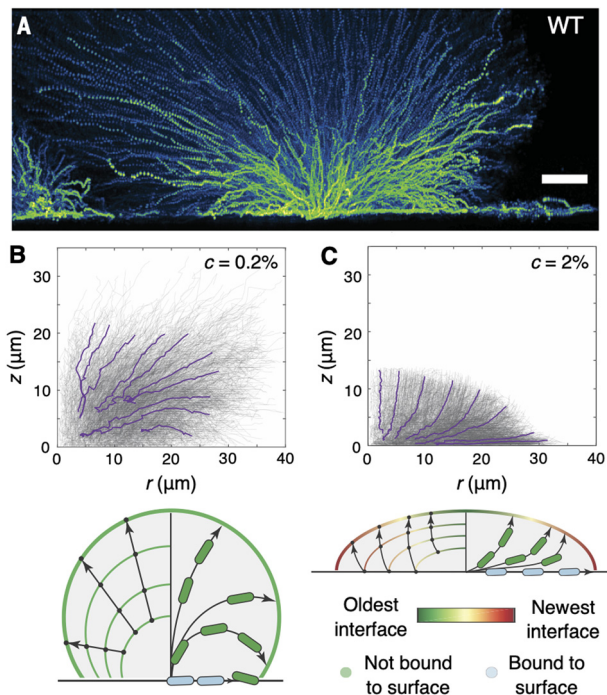 A
WT
B
c = 0.2%
30
20
10
0
z (μm)
0
10
20
30
40
r (μm)
C
c = 2%
30
20
10
0
z (μm)
0
10
20
30
40
r (μm)
Oldest
interface
Newest
interface
Not bound
to surface
Bound to
surface